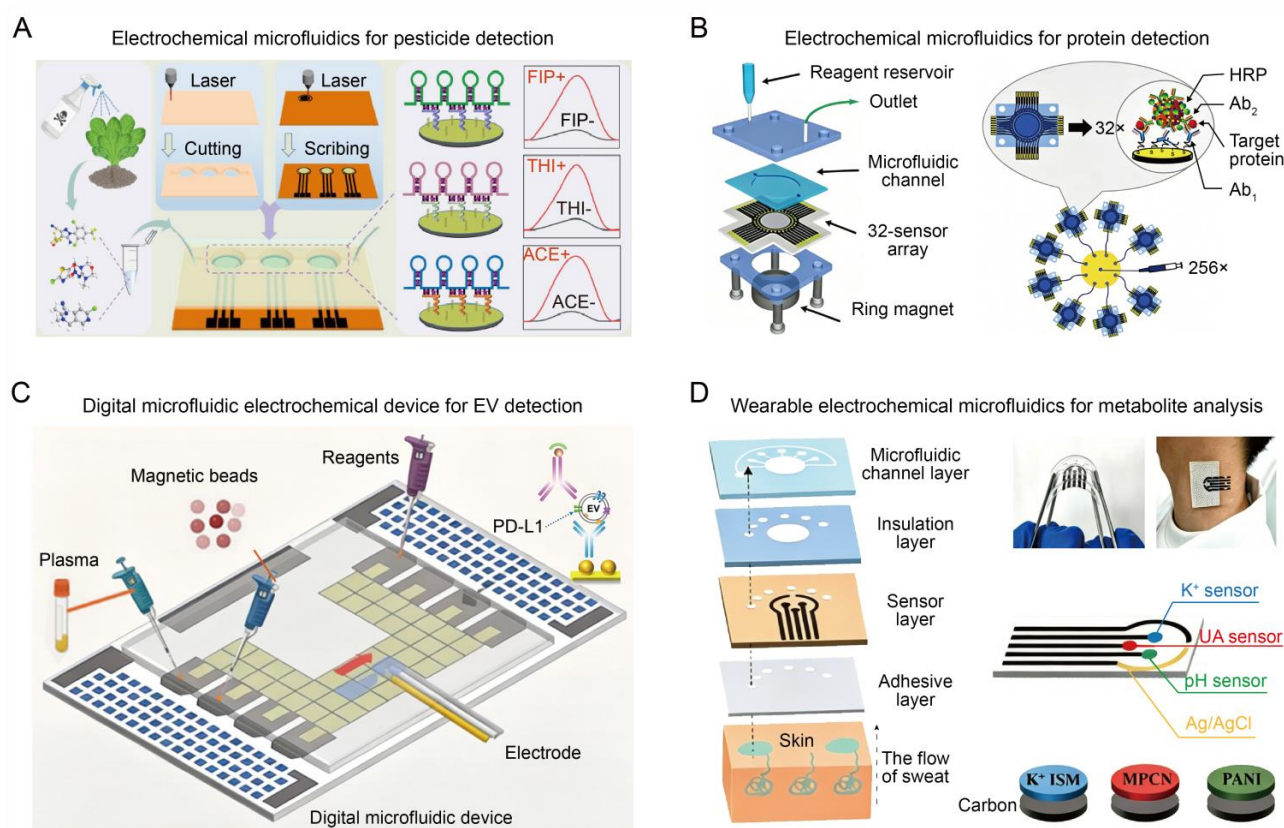 A
Electrochemical microfluidics for pesticide detection
Laser
Laser
Cutting
Scribing
FIP+
FIP-
THI+
THI-
ACE+
ACE-
B
Electrochemical microfluidics for protein detection
Reagent reservoir
Outlet
Microfluidic
channel
32-sensor
array
Ring magnet
32×
HRP
Ab2
Target
protein
Ab1
256×
C
Digital microfluidic electrochemical device for EV detection
Magnetic beads
Reagents
Plasma
PD-L1
EV
Electrode
Digital microfluidic device
D
Wearable electrochemical microfluidics for metabolite analysis
Microfluidic
channel layer
Insulation
layer
Sensor
layer
Adhesive
layer
Skin
The flow
of sweat
K+ sensor
UA sensor
pH sensor
Ag/AgCl
K+ ISM
MPCN
PANI
Carbon